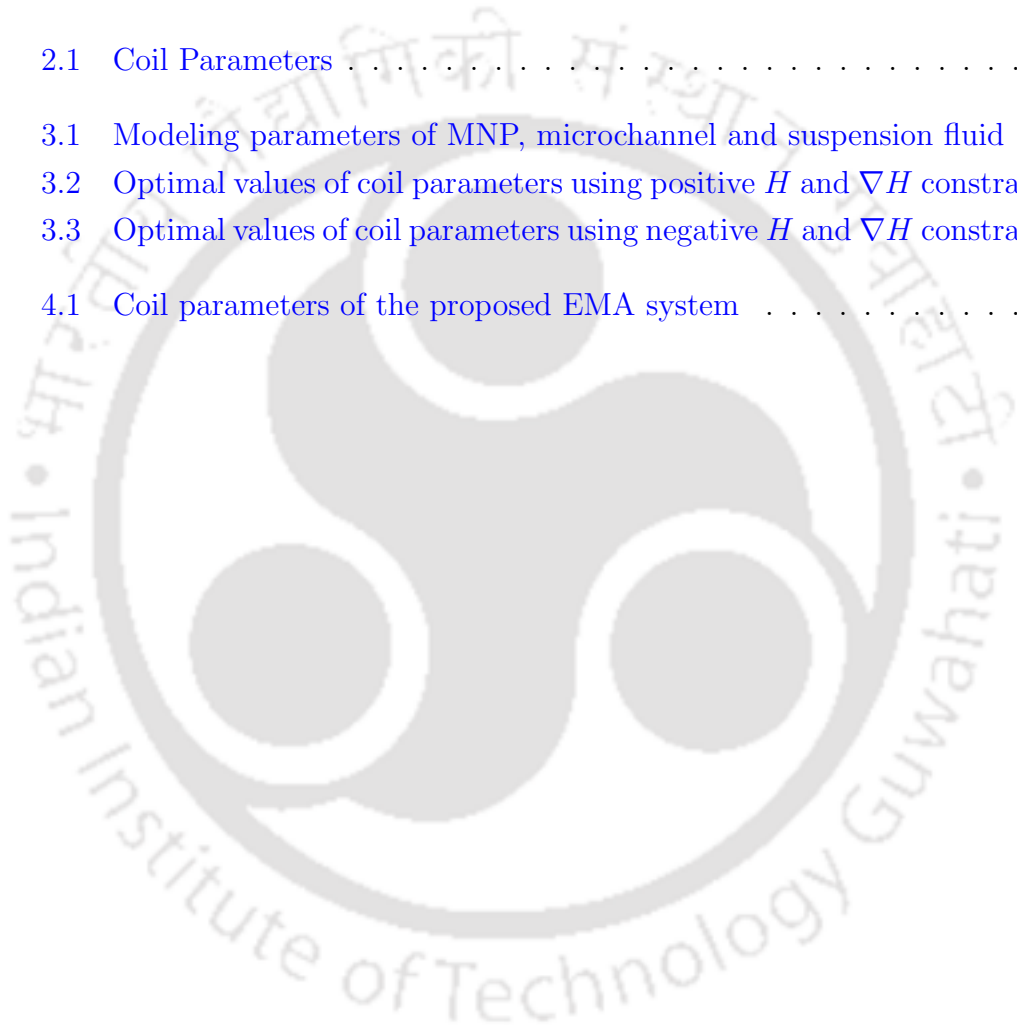 2.1 Coil Parameters . . . . . . . . . . . . . . . . . . . . . . . . . . . .
3.1 Modeling parameters of MNP, microchannel and suspension fluid
3.2 Optimal values of coil parameters using positive H and ∇H constra
3.3 Optimal values of coil parameters using negative H and ∇H constra
4.1 Coil parameters of the proposed EMA system . . . . . . . . . . .
भारतीय प्रौद्योगिकी संस्थान गुवाहाटी
• Indian Institute of Technology Guwahati •